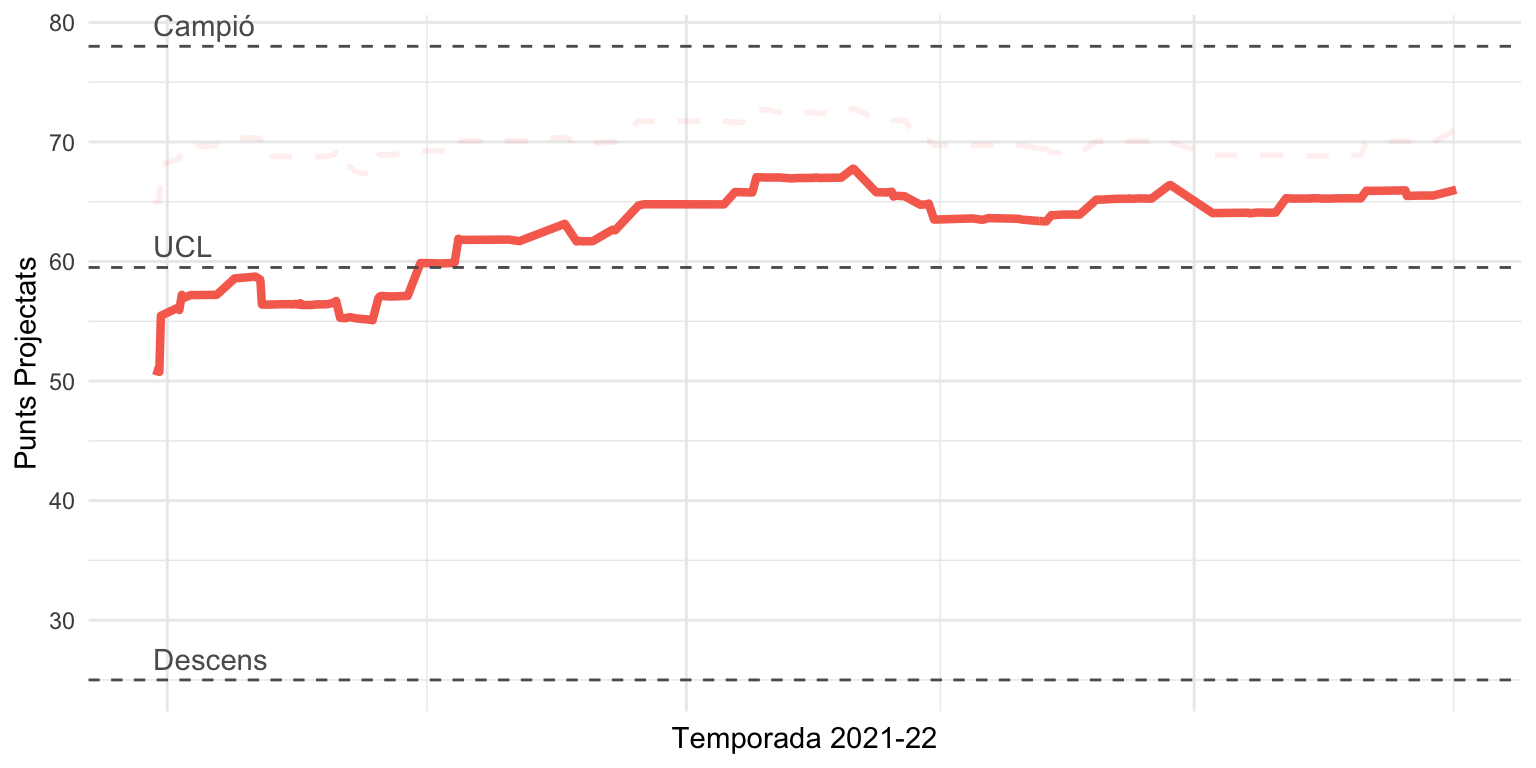 80
Campió
70
UCL
60
50
40
30
Descens
Punts Projectats
Temporada 2021-22